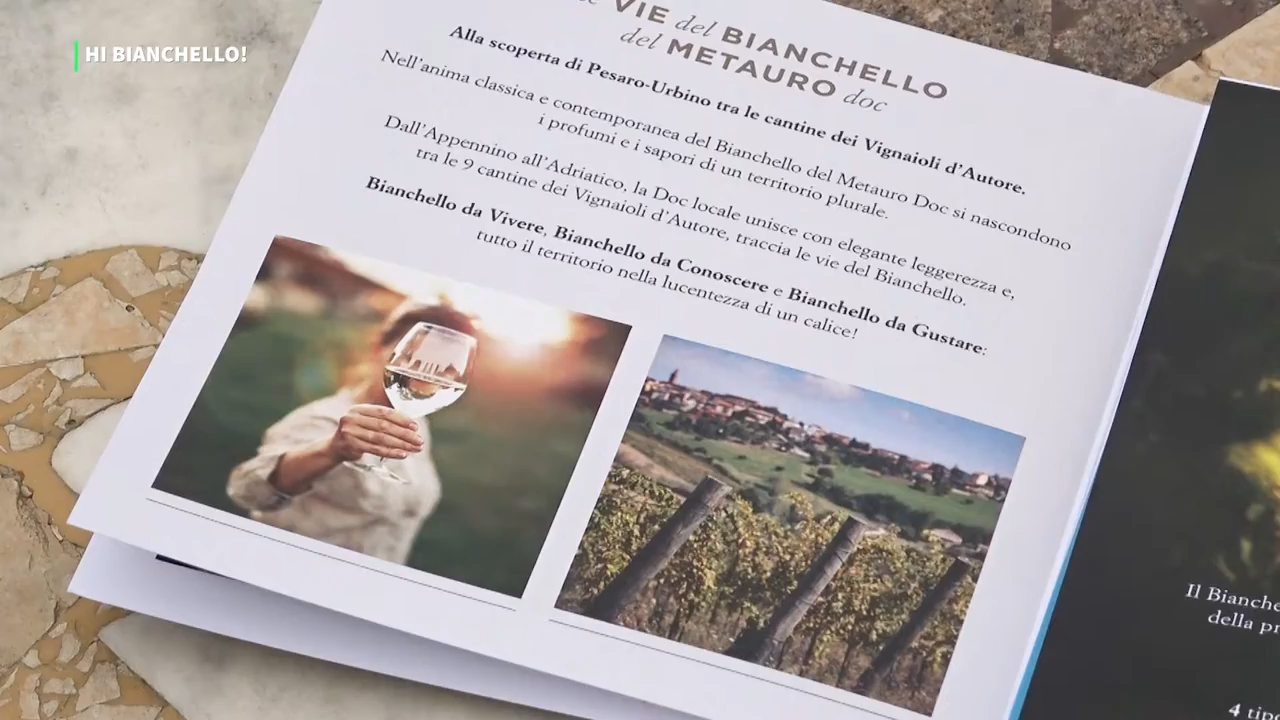 HI BIANCHELLO!
VIE del BIANCHELLO
del METAURO doc
Alla scoperta di Pesaro-Urbino tra le cantine dei Vignaioli d'Autore.
Nell'anima classica e contemporanea del Bianchello del Metauro Doc si nascondono
i profumi e i sapori di un territorio plurale.
Dall'Appennino all'Adriatico, la Doc locale unisce con elegante leggerezza e,
tra le 9 cantine dei Vignaioli d'Autore, traccia le vie del Bianchello.
Bianchello da Vivere, Bianchello da Conoscere e Bianchello da Gustare:
tutto il territorio nella lucentezza di un calice!
Il Bianche
della pr
4 tipo